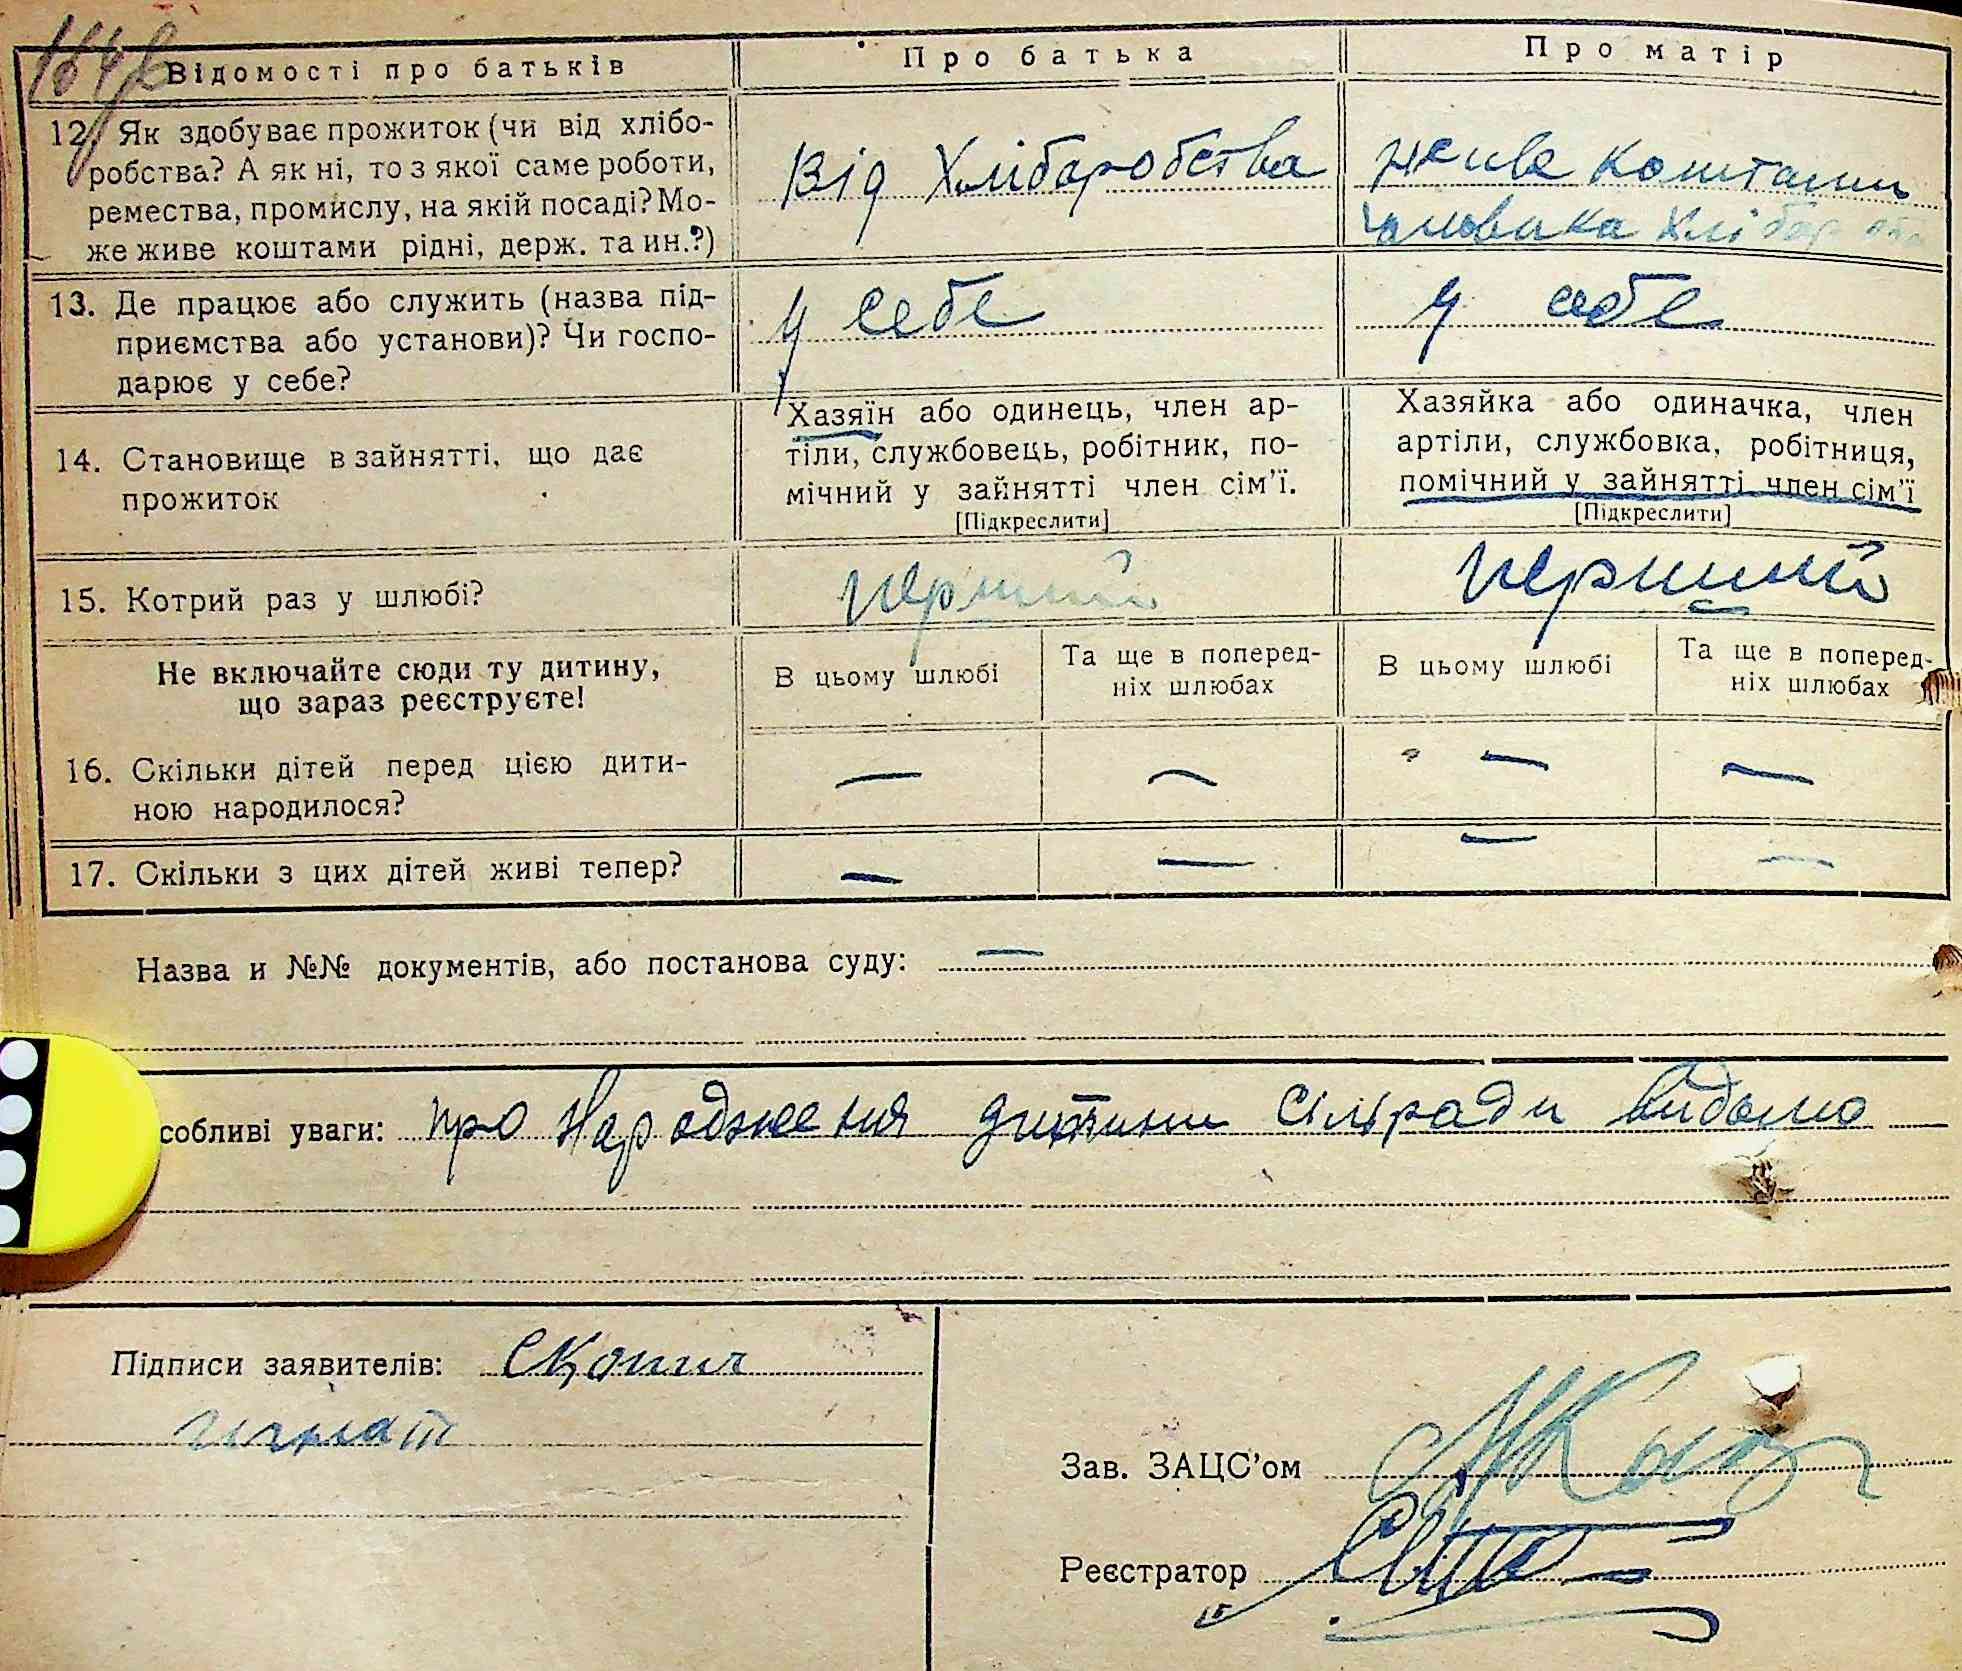 Відомості про батьків
Про батька
Про матір
12. Як здобуває прожиток (чи від хлібо-
робства? А як ні, то з якої саме роботи,
ремества, промислу, на якій посаді? Мо-
же живе коштами рідні, держ. та ин.?)
Від Хліборобства
живе коштами
чоловіка хлібор
13. Де працює або служить (назва під-
приємства або установи)? Чи госпо-
дарює у себе?
у себе
у себе
14. Становище в зайнятті, що дає
прожиток
Хазяїн або одинець, член ар-
тіли, службовець, робітник, по-
мічний у зайнятті член сім'ї.
[Підкреслити]
Хазяйка або одиначка, член
артіли, службовка, робітниця,
помічний у зайнятті член сім'ї
[Підкреслити]
15. Котрий раз у шлюбі?
перший
перший
Не включайте сюди ту дитину,
що зараз реєструєте!
В цьому шлюбі
Та ще в поперед-
ніх шлюбах
В цьому шлюбі
Та ще в поперед-
ніх шлюбах
16. Скільки дітей перед цією дити-
ною народилося?
— — — —
17. Скільки з цих дітей живі тепер?
— — — —
Назва и №№ документів, або постанова суду: —
собливі уваги: про Народження дитини Сільради видомо
Підписи заявителів: Скопич
игнат
Зав. ЗАЦС'ом
Реєстратор